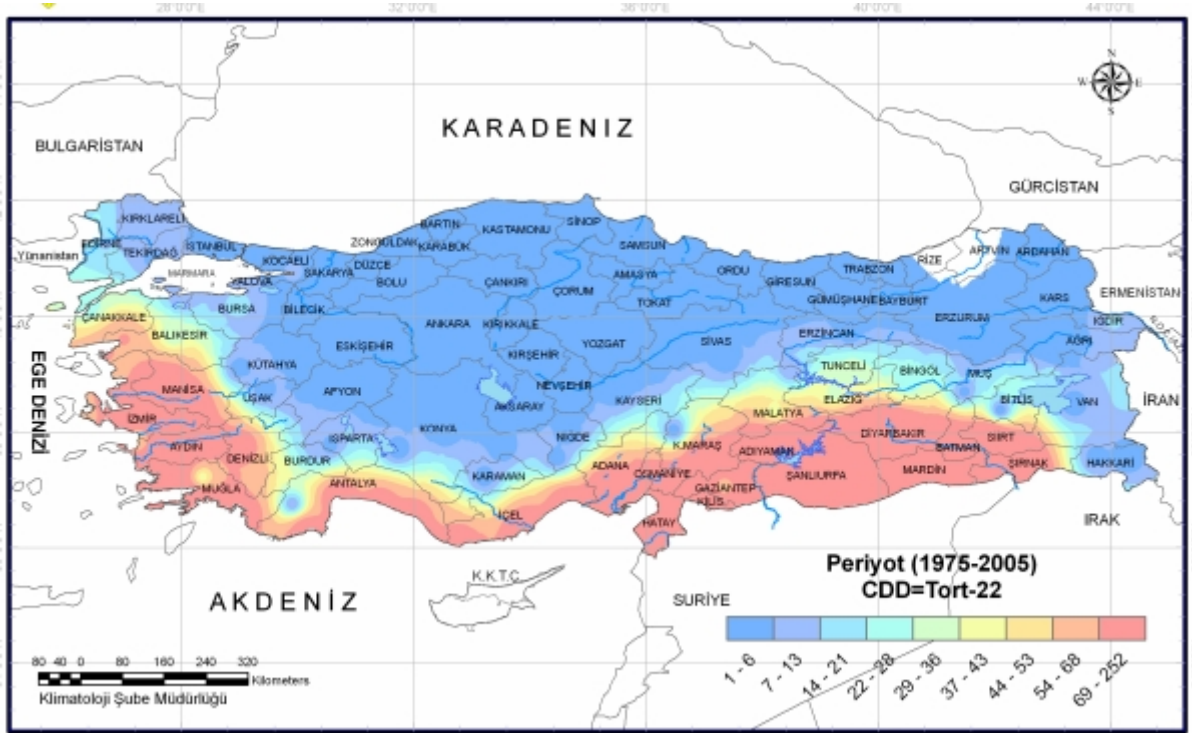 28°0'0"E 32°0'0"E 36°0'0"E 40°0'0"E 44°0'0"E
N
W E
S
KARADENIZ
BULGARİSTAN
GÜRCİSTAN
KIRKLARELİ
EDİRNE
TEKİRDAĞ
İSTANBUL
Yünanistan
MARMARA
YALOVA
KOCAELİ
SAKARYA
DÜZCE
ZONGULDAK
BARTIN
KARABÜK
KASTAMONU
SİNOP
SAMSUN
BOLU
ÇANKIRI
ÇORUM
AMASYA
TOKAT
ORDU
GİRESUN
TRABZON
RİZE
ARTVİN
ARDAHAN
GÜMÜŞHANE
BAYBURT
KARS
ERMENİSTAN
IĞDIR
ERZURUM
ERZİNCAN
AĞRI
ÇANAKKALE
BALIKESİR
BURSA
BİLECİK
ESKİŞEHİR
ANKARA
KIRIKKALE
KIRŞEHİR
YOZGAT
SİVAS
KÜTAHYA
MANİSA
UŞAK
AFYON
AKSARAY
NEVŞEHİR
KAYSERİ
TUNCELİ
BİNGÖL
MUŞ
BİTLİS
VAN
İRAN
EGE DENİZİ
İZMİR
AYDIN
DENİZLİ
ISPARTA
BURDUR
KONYA
NİĞDE
MALATYA
ELAZIĞ
DİYARBAKIR
BATMAN
SİİRT
ŞIRNAK
HAKKARİ
MUĞLA
ANTALYA
KARAMAN
İÇEL
ADANA
OSMANİYE
K.MARAŞ
ADIYAMAN
GAZİANTEP
KİLİS
ŞANLIURFA
MARDİN
HATAY
IRAK
K.K.T.C
AKDENİZ
SURİYE
Periyot (1975-2005)
CDD=Tort-22
1 - 6
7 - 13
14 - 21
22 - 28
29 - 36
37 - 43
44 - 53
54 - 68
69 - 252
80 40 0 80 160 240 320
Kilometers
Klimatoloji Şube Müdürlüğü